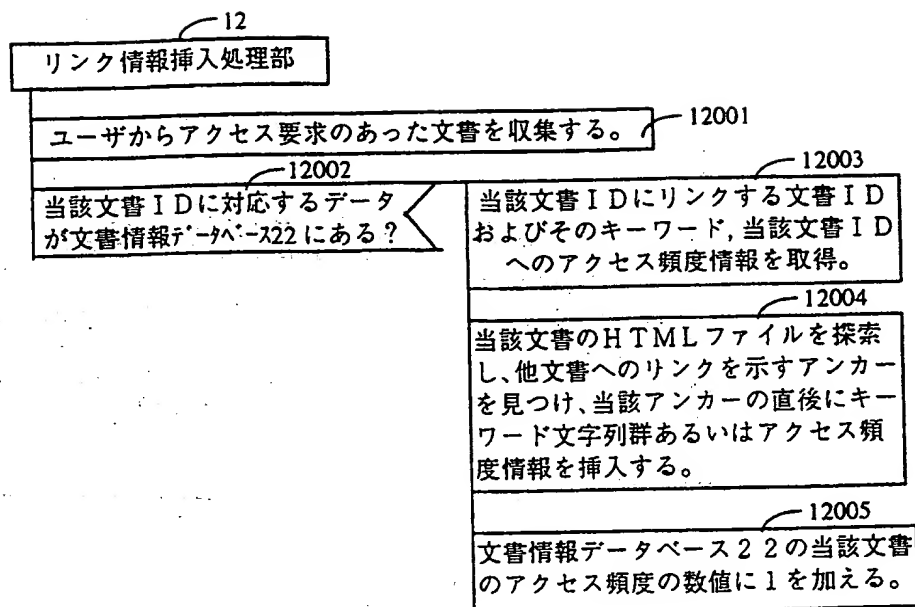 12
リンク情報挿入処理部
ユーザからアクセス要求のあった文書を収集する。
12001
12002
当該文書IDに対応するデータ
が文書情報データベース22にある?
12003
当該文書IDにリンクする文書ID
およびそのキーワード,当該文書ID
へのアクセス頻度情報を取得。
12004
当該文書のHTMLファイルを探索
し、他文書へのリンクを示すアンカー
を見つけ、当該アンカーの直後にキー
ワード文字列群あるいはアクセス頻
度情報を挿入する。
12005
文書情報データベース22の当該文書
のアクセス頻度の数値に1を加える。